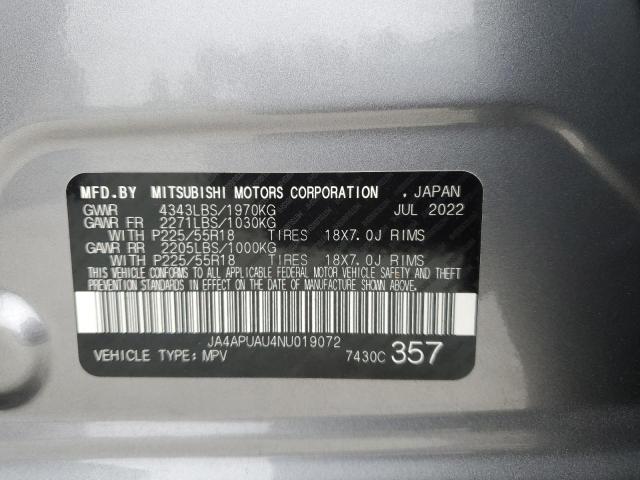 MFD.BY MITSUBISHI MOTORS CORPORATION . JAPAN
GVWR 4343LBS/1970KG JUL 2022
GAWR FR 2271LBS/1030KG
WITH P225/55R18 TIRES 18X7.0J RIMS
GAWR RR 2205LBS/1000KG
WITH P225/55R18 TIRES 18X7.0J RIMS
THIS VEHICLE CONFORMS TO ALL APPLICABLE FEDERAL MOTOR VEHICLE SAFETY AND THEFT
PREVENTION STANDARDS IN EFFECT ON THE DATE OF MANUFACTURE SHOWN ABOVE.
JA4APUAU4NU019072
VEHICLE TYPE:MPV 7430C 357